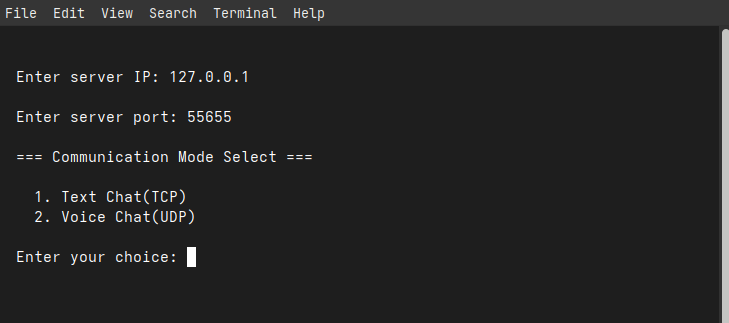 File Edit View Search Terminal Help
Enter server IP: 127.0.0.1
Enter server port: 55655
=== Communication Mode Select ===
1. Text Chat(TCP)
2. Voice Chat(UDP)
Enter your choice: